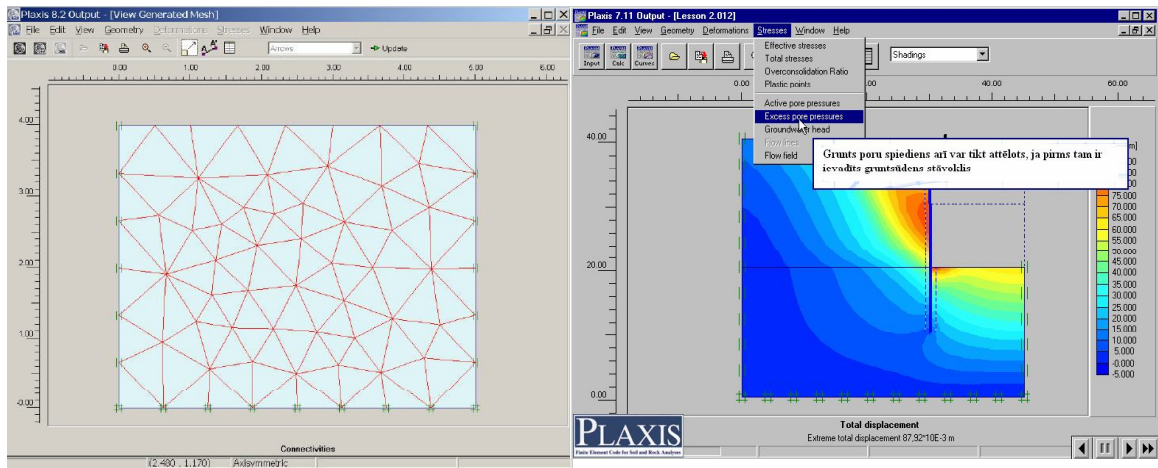 Plaxis 8.2 Output - [View Generated Mesh]
File Edit View Geometry Deformations Stresses Window Help
Arrows Update
0.00 1.00 2.00 3.00 4.00 5.00 6.00
4.00
3.00
2.00
1.00
-0.00
Connectivities
(2.480 , 1.170) Axisymmetric
Plaxis 7.11 Output - [Lesson 2.012]
File Edit View Geometry Deformations Stresses Window Help
Input Calc Curves Shadings
Effective stresses
Total stresses
Overconsolidation Ratio
Plastic points
Active pore pressures
Excess pore pressures
Groundwater head
Flow lines
Flow field
0.00 40.00 60.00
Grunts poru spiediens arī var tikt attēlots, ja pirms tam ir
ievadīts gruntsūdens stāvoklis
40.00
20.00
0.00
75.000
70.000
65.000
60.000
55.000
50.000
45.000
40.000
35.000
30.000
25.000
20.000
15.000
10.000
5.000
-0.000
-5.000
Total displacement
Extreme total displacement 87,92*10E-3 m
PLAXIS
Finite Element Code for Soil and Rock Analyses